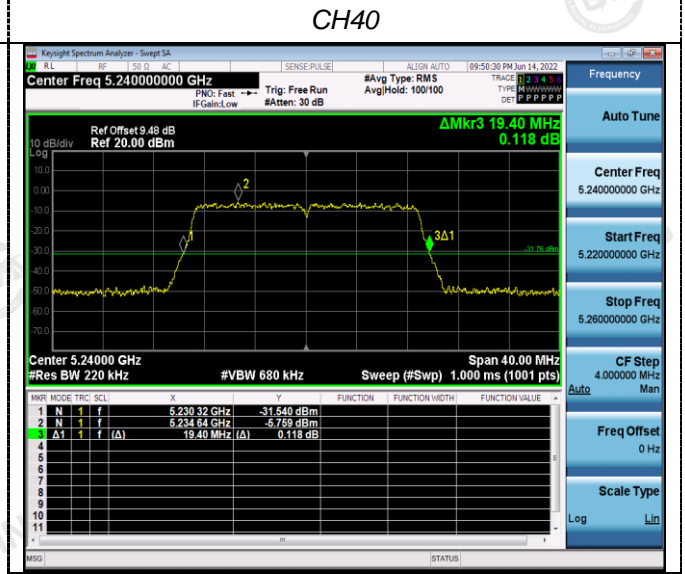 CH40
Keysight Spectrum Analyzer - Swept SA
RL RF 50 Ω AC SENSE:PULSE ALIGN AUTO 09:50:30 PM Jun 14, 2022
Center Freq 5.240000000 GHz #Avg Type: RMS TRACE 1 2 3 4 5 6
PNO: Fast Trig: Free Run Avg|Hold: 100/100 TYPE M WWWWW
IFGain:Low #Atten: 30 dB DET P P P P P P
Frequency
Auto Tune
Center Freq
5.240000000 GHz
Start Freq
5.220000000 GHz
Stop Freq
5.260000000 GHz
CF Step
4.000000 MHz
Auto Man
Freq Offset
0 Hz
Scale Type
Log Lin
ΔMkr3 19.40 MHz
0.118 dB
Ref Offset 9.48 dB
10 dB/div Ref 20.00 dBm
Log
10.0
0.00
-10.0
-20.0
-30.0
-40.0
-50.0
-60.0
-70.0
1
2
3Δ1
-31.76 dBm
Center 5.24000 GHz Span 40.00 MHz
#Res BW 220 kHz #VBW 680 kHz Sweep (#Swp) 1.000 ms (1001 pts)
MKR MODE TRC SCL X Y FUNCTION FUNCTION WIDTH FUNCTION VALUE
1 N 1 f 5.230 32 GHz -31.540 dBm
2 N 1 f 5.234 64 GHz -5.759 dBm
3 Δ1 1 f (Δ) 19.40 MHz (Δ) 0.118 dB
4
5
6
7
8
9
10
11
MSG STATUS